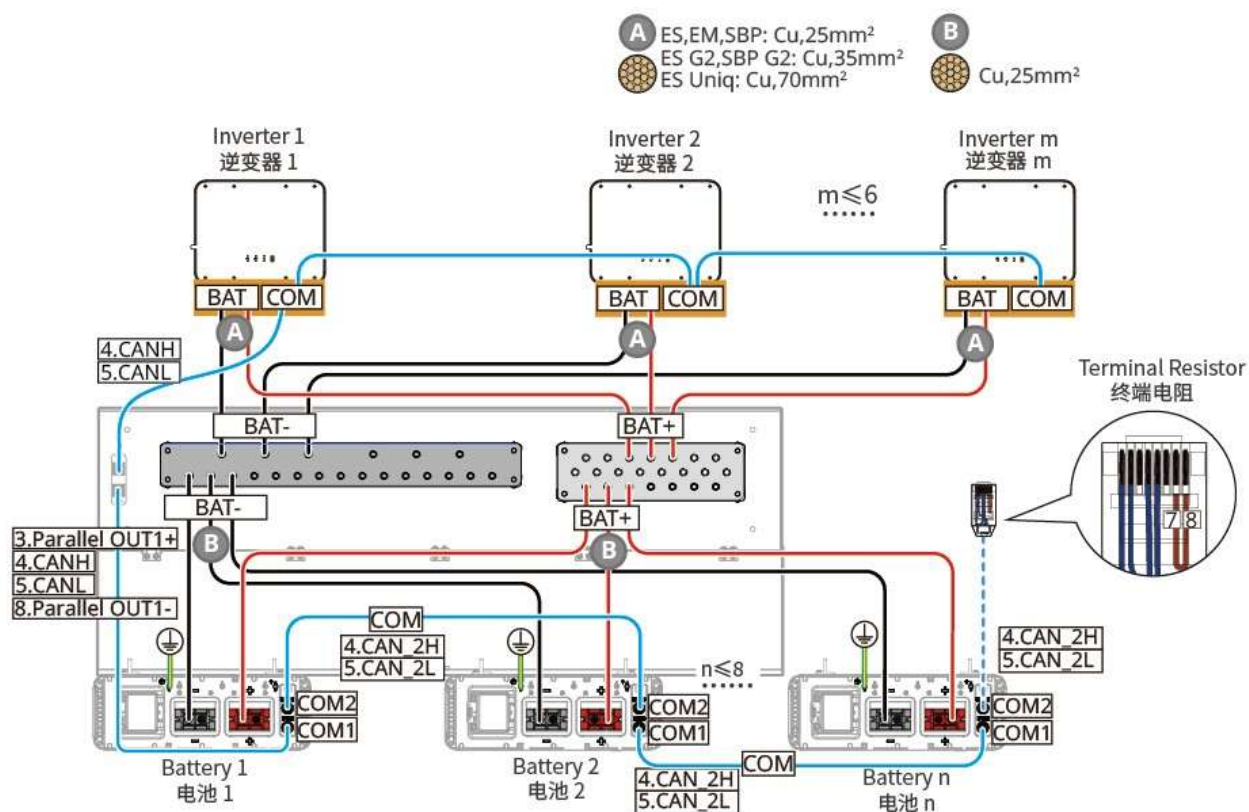 A ES,EM,SBP: Cu,25mm²
ES G2,SBP G2: Cu,35mm²
ES Uniq: Cu,70mm²
B
Cu,25mm²
Inverter 1
逆变器 1
Inverter 2
逆变器 2
Inverter m
逆变器 m
m≤6
BAT COM
BAT COM
BAT COM
A
A
A
4.CANH
5.CANL
Terminal Resistor
终端电阻
7 8
BAT-
BAT+
BAT-
BAT+
B
B
3.Parallel OUT1+
4.CANH
5.CANL
8.Parallel OUT1-
COM
4.CAN_2H
5.CAN_2L
n≤8
4.CAN_2H
5.CAN_2L
COM2
COM1
COM2
COM1
COM2
COM1
COM
4.CAN_2H
5.CAN_2L
Battery 1
电池 1
Battery 2
电池 2
Battery n
电池 n